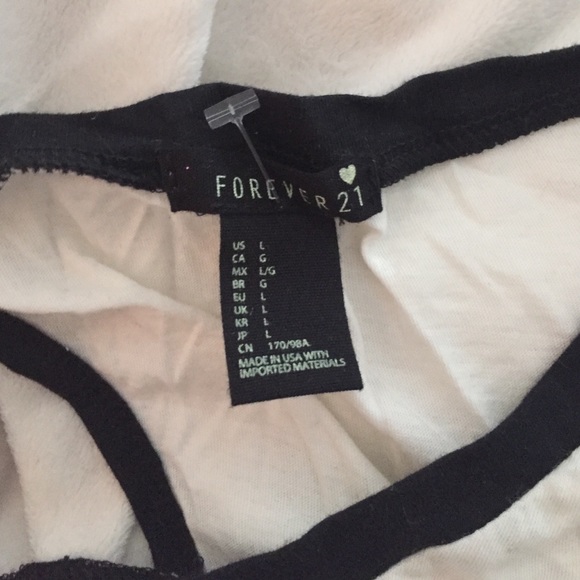 FOREVER 21
US L
CA G
MX L/G
BR G
EU L
UK L
KR L
JP L
CN 170/98A
MADE IN USA WITH
IMPORTED MATERIALS